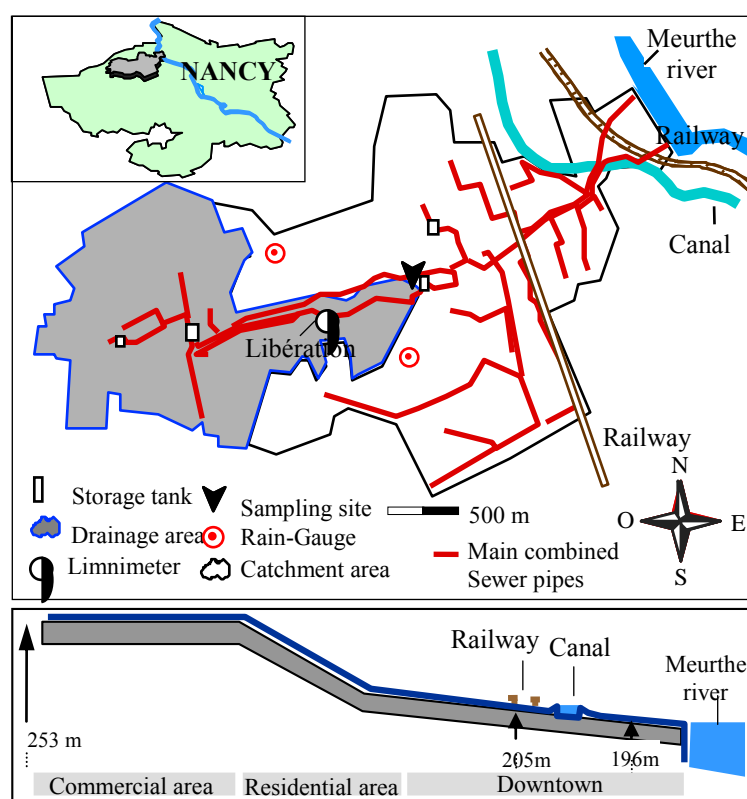 NANCY
Meurthe
river
Railway
Canal
Libération
Railway
Storage tank
Sampling site
500 m
Drainage area
Rain-Gauge
Limnimeter
Catchment area
Main combined
Sewer pipes
N
O
E
S
Railway
Canal
Meurthe
river
253 m
205m
196m
Commercial area
Residential area
Downtown